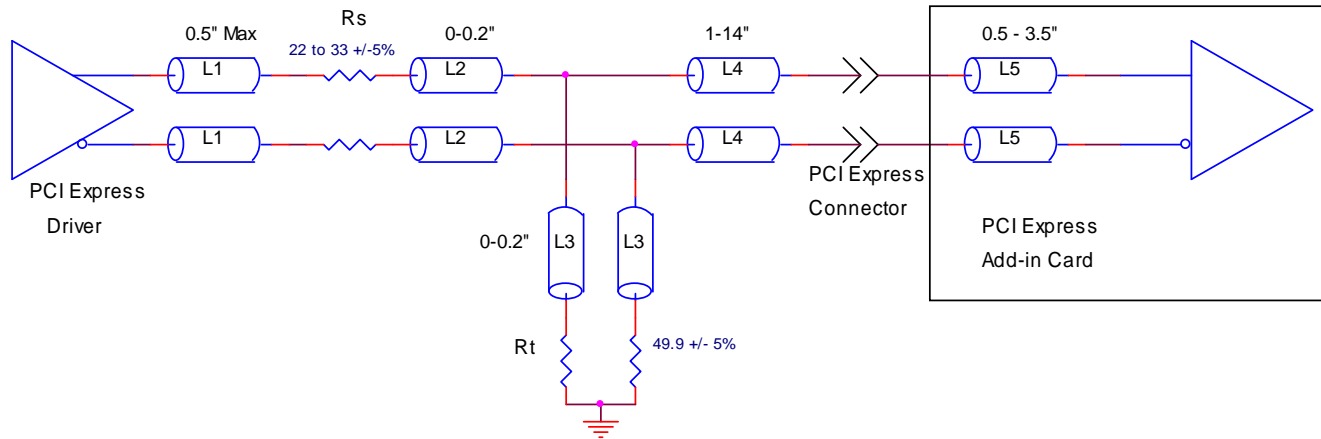 Rs
0.5" Max
22 to 33 +/-5%
0-0.2"
1-14"
0.5 - 3.5"
L1
L2
L4
L5
L1
L2
L4
L5
PCI Express
Driver
PCI Express
Connector
0-0.2"
L3
L3
PCI Express
Add-in Card
Rt
49.9 +/- 5%